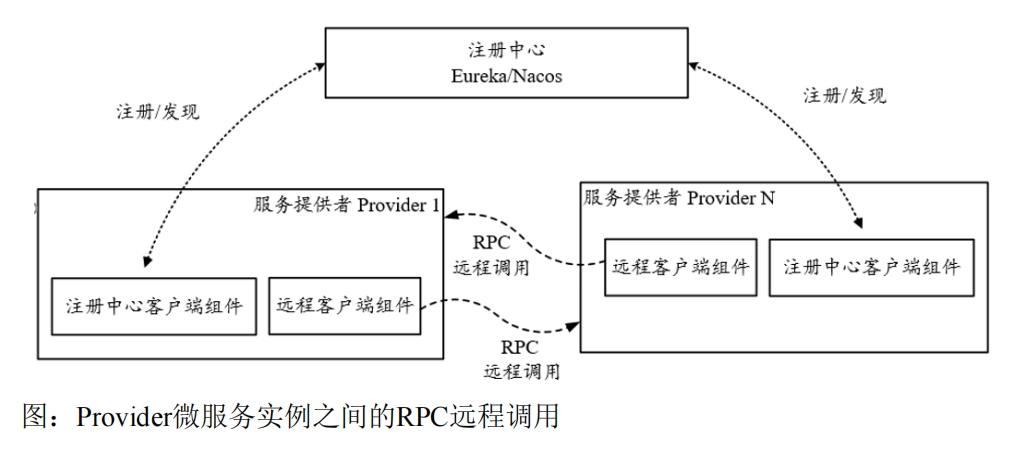 注册中心
Eureka/Nacos
注册/发现
注册/发现
服务提供者 Provider 1
服务提供者 Provider N
RPC
远程调用
远程客户端组件
注册中心客户端组件
注册中心客户端组件
远程客户端组件
RPC
远程调用
图：Provider微服务实例之间的RPC远程调用